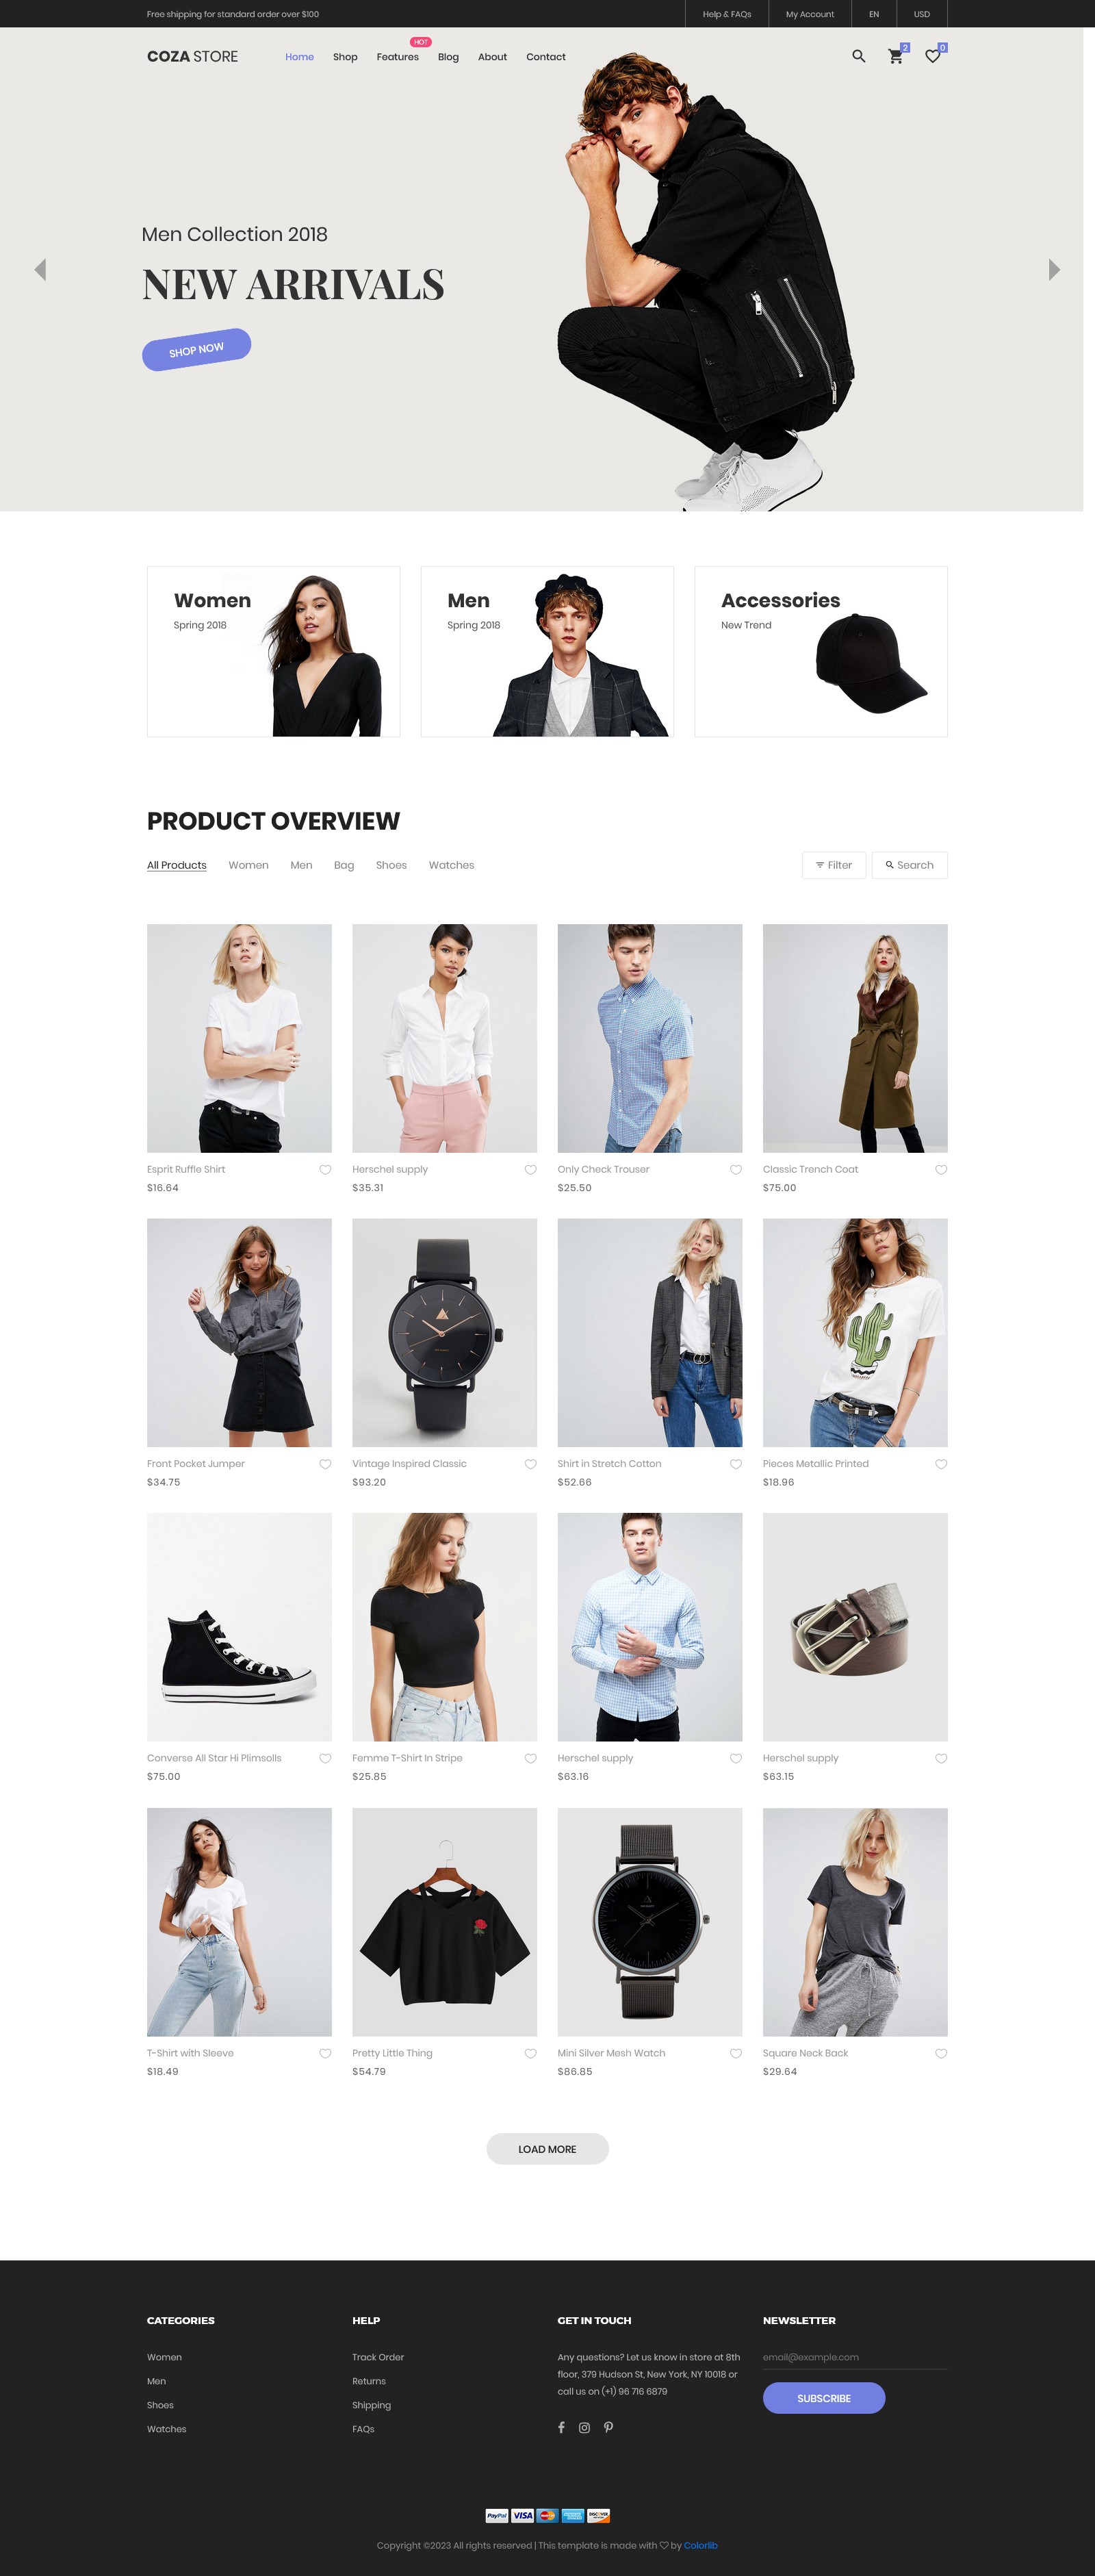 Free shipping for standard order over $100
Help & FAQs
My Account
EN
USD
COZA STORE
Home
Shop
Features
HOT
Blog
About
Contact
2
0
Men Collection 2018
NEW ARRIVALS
SHOP NOW
Women
Spring 2018
Men
Spring 2018
Accessories
New Trend
PRODUCT OVERVIEW
All Products
Women
Men
Bag
Shoes
Watches
Filter
Search
Esprit Ruffle Shirt
$16.64
Herschel supply
$35.31
Only Check Trouser
$25.50
Classic Trench Coat
$75.00
Front Pocket Jumper
$34.75
Vintage Inspired Classic
$93.20
Shirt in Stretch Cotton
$52.66
Pieces Metallic Printed
$18.96
Converse All Star Hi Plimsolls
$75.00
Femme T-Shirt In Stripe
$25.85
Herschel supply
$63.16
Herschel supply
$63.15
T-Shirt with Sleeve
$18.49
Pretty Little Thing
$54.79
Mini Silver Mesh Watch
$86.85
Square Neck Back
$29.64
LOAD MORE
CATEGORIES
Women
Men
Shoes
Watches
HELP
Track Order
Returns
Shipping
FAQs
GET IN TOUCH
Any questions? Let us know in store at 8th
floor, 379 Hudson St, New York, NY 10018 or
call us on (+1) 96 716 6879
NEWSLETTER
email@example.com
SUBSCRIBE
PayPal
VISA
DISCOVER
Copyright ©2023 All rights reserved | This template is made with ♡ by Colorlib